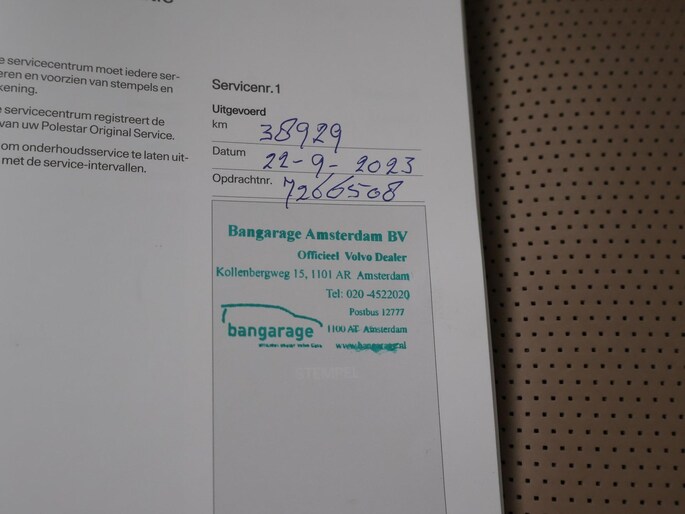 servicecentrum moet iedere ser-
eren en voorzien van stempels en
kening.
servicecentrum registreert de
van uw Polestar Original Service.
om onderhoudsservice te laten uit-
met de service-intervallen.
Servicenr. 1
Uitgevoerd
km 38929
Datum 22-9-2023
Opdrachtnr. 7266508
Bangarage Amsterdam BV
Officieel Volvo Dealer
Kollenbergweg 15, 1101 AR Amsterdam
Tel: 020 -4522020
Postbus 12777
bangarage 1100 AT Amsterdam
www.bangarage.nl
STEMPEL